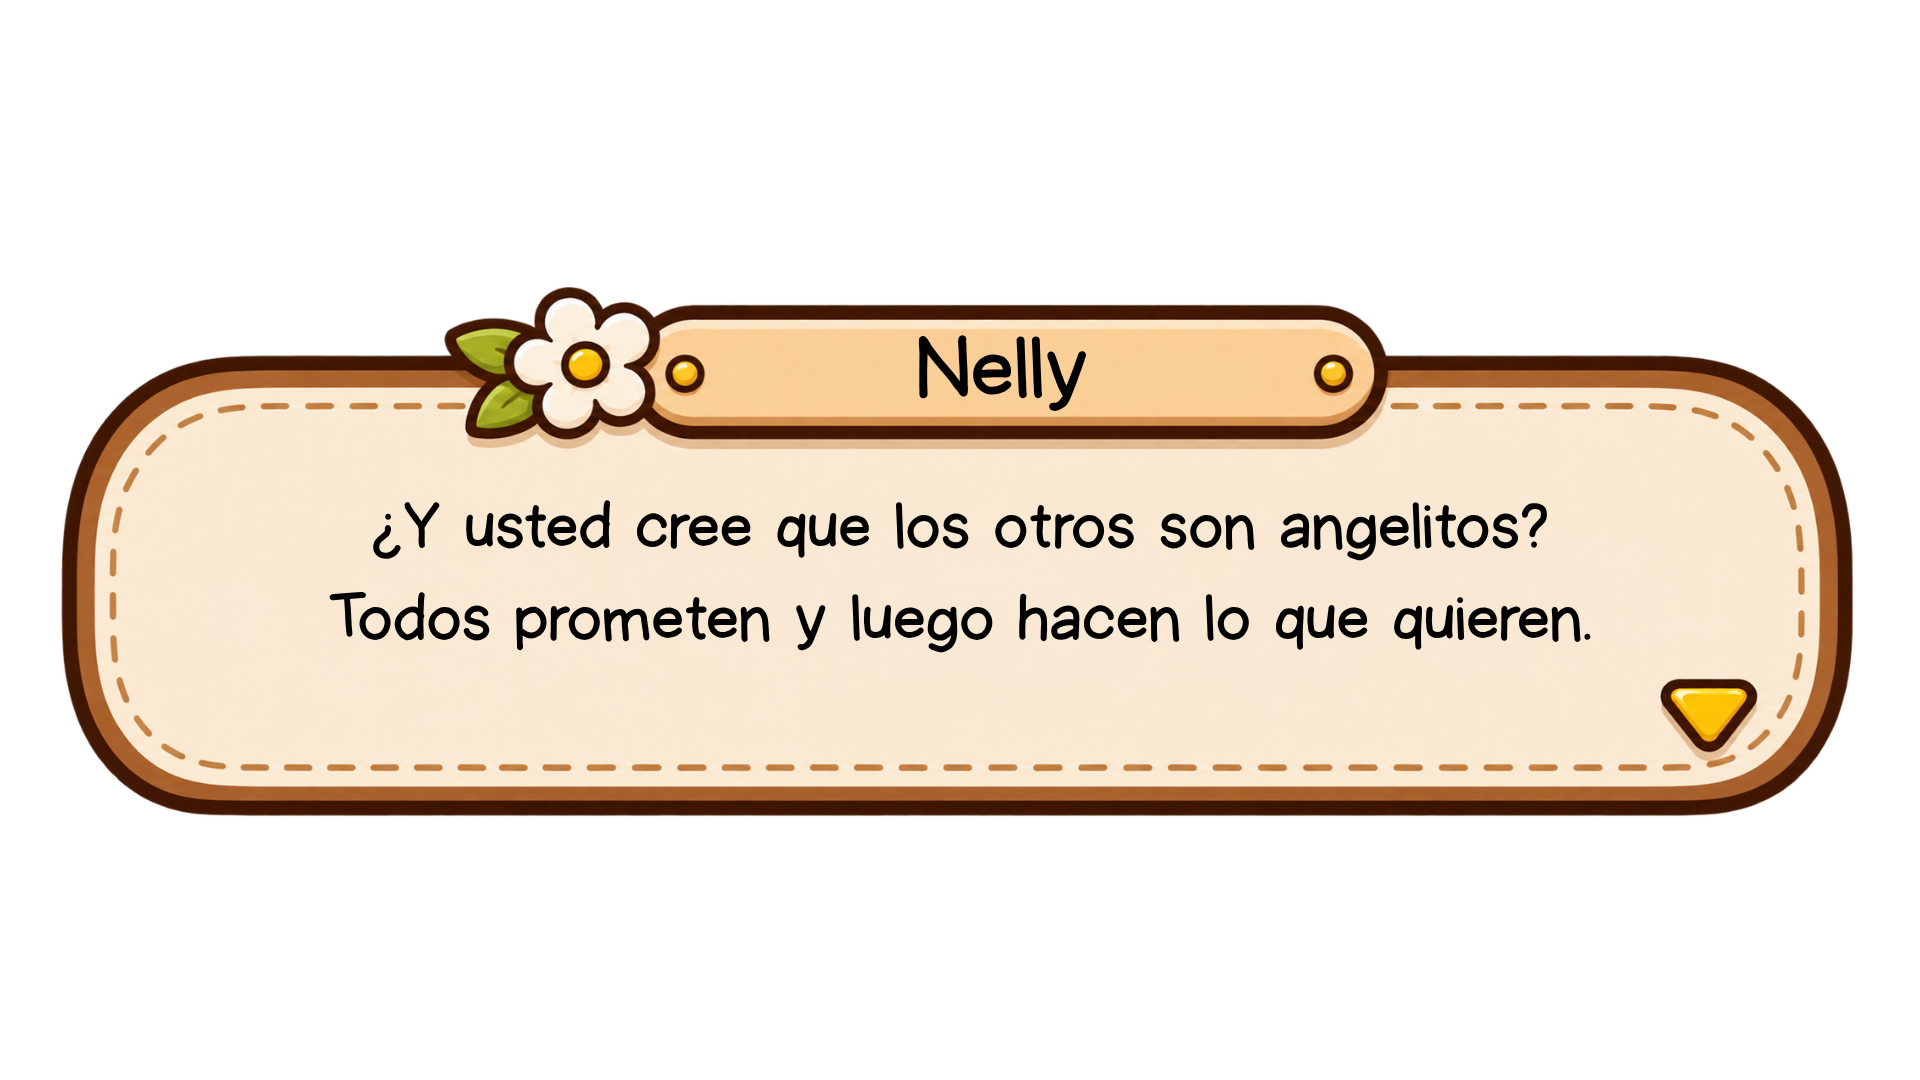 Nelly
¿Y usted cree que los otros son angelitos?
Todos prometen y luego hacen lo que quieren.